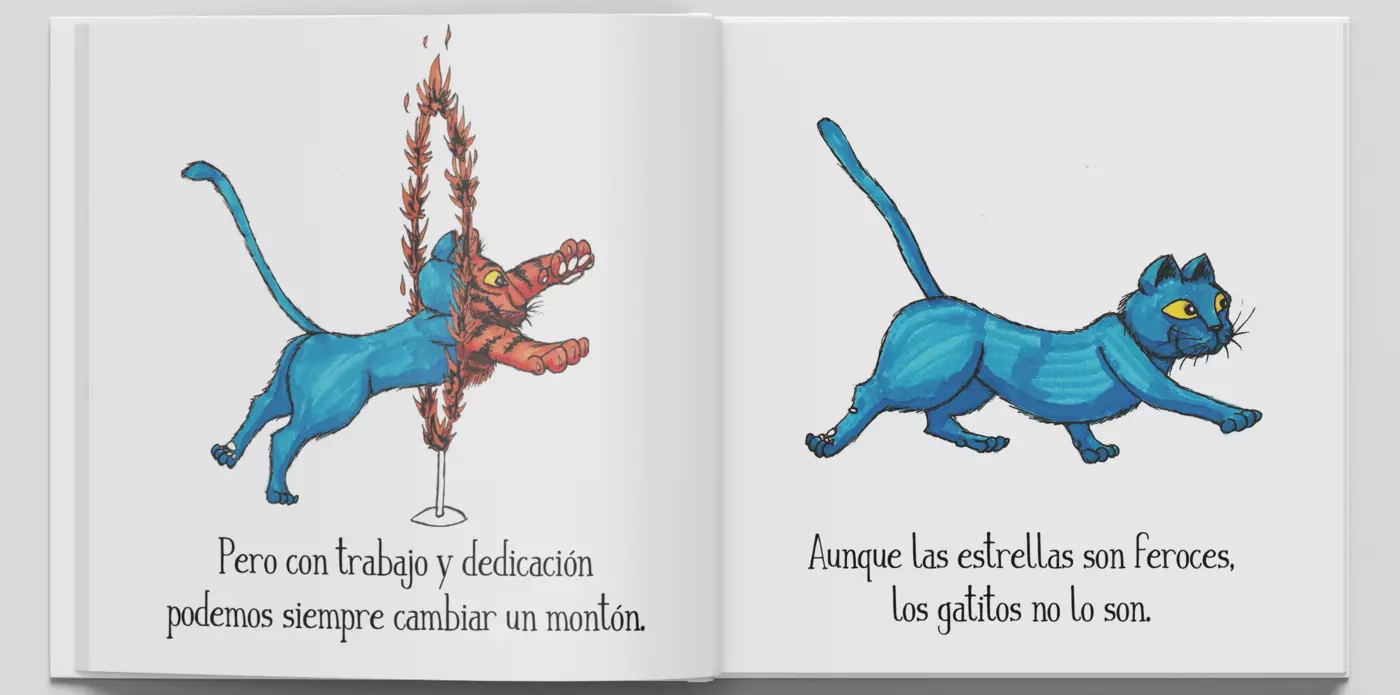 Pero con trabajo y dedicación
podemos siempre cambiar un montón.
Aunque las estrellas son feroces,
los gatitos no lo son.